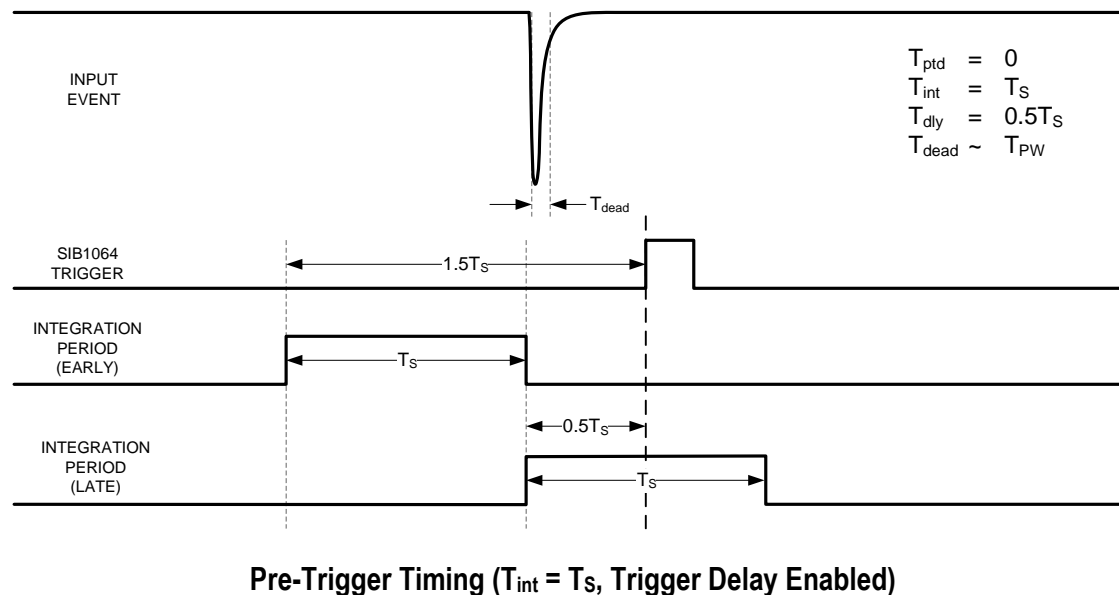 INPUT
EVENT
Tptd = 0
Tint = TS
Tdly = 0.5TS
Tdead ~ TPW
Tdead
SIB1064
TRIGGER
1.5TS
INTEGRATION
PERIOD
(EARLY)
TS
0.5TS
INTEGRATION
PERIOD
(LATE)
TS
Pre-Trigger Timing (Tint = TS, Trigger Delay Enabled)